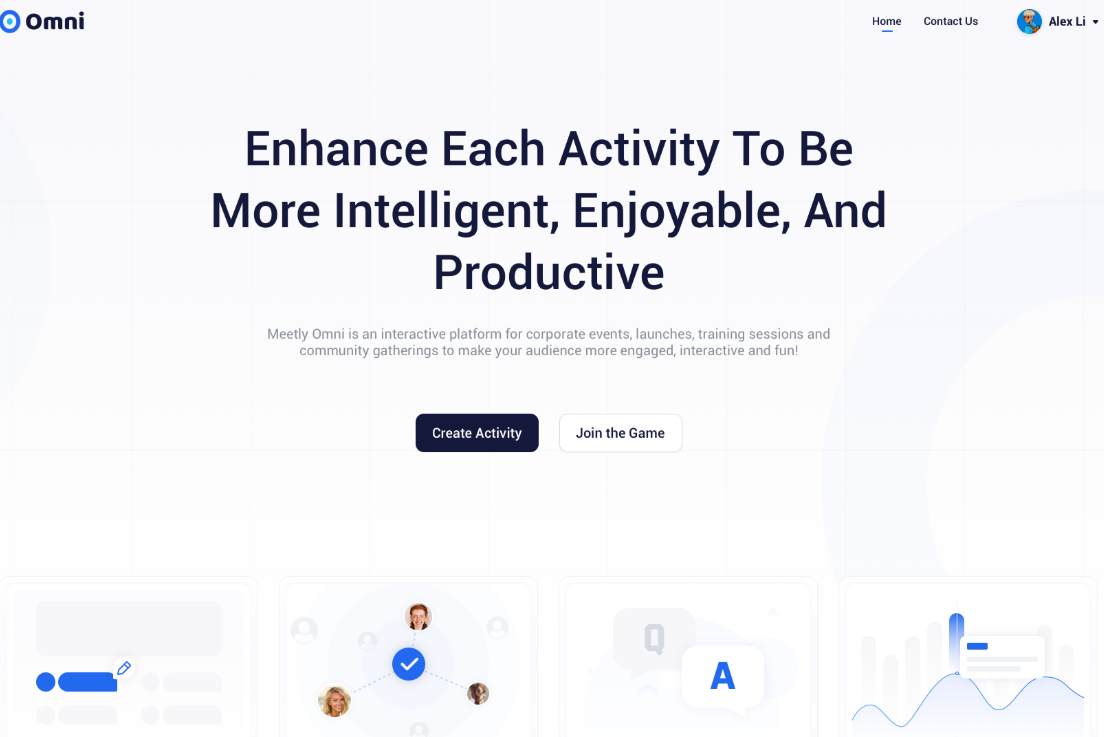 Omni
Home
Contact Us
Alex Li
Enhance Each Activity To Be
More Intelligent, Enjoyable, And
Productive
Meetly Omni is an interactive platform for corporate events, launches, training sessions and
community gatherings to make your audience more engaged, interactive and fun!
Create Activity
Join the Game
Q
A